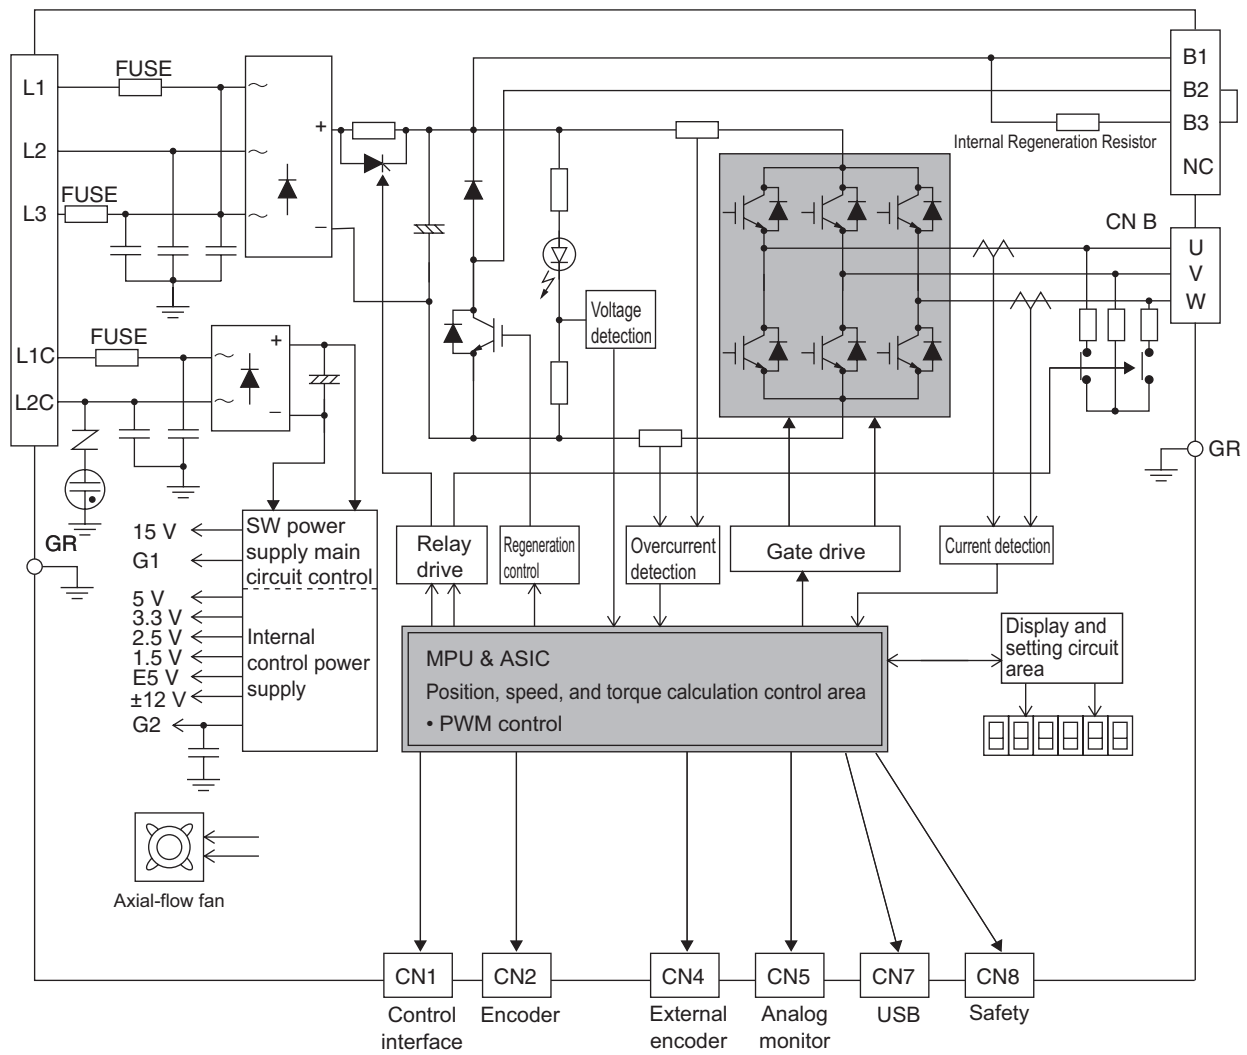 FUSE
L1
L2
FUSE
L3
+
−
B1
B2
B3
Internal Regeneration Resistor
NC
CN B
U
V
W
Voltage
detection
FUSE
L1C
L2C
+
−
GR
GR
15 V
G1
5 V
3.3 V
2.5 V
1.5 V
E5 V
±12 V
G2
SW power
supply main
circuit control
Internal
control power
supply
Relay
drive
Regeneration
control
Overcurrent
detection
Gate drive
Current detection
MPU & ASIC
Position, speed, and torque calculation control area
• PWM control
Display and
setting circuit
area
Axial-flow fan
CN1
CN2
CN4
CN5
CN7
CN8
Control
interface
Encoder
External
encoder
Analog
monitor
USB
Safety